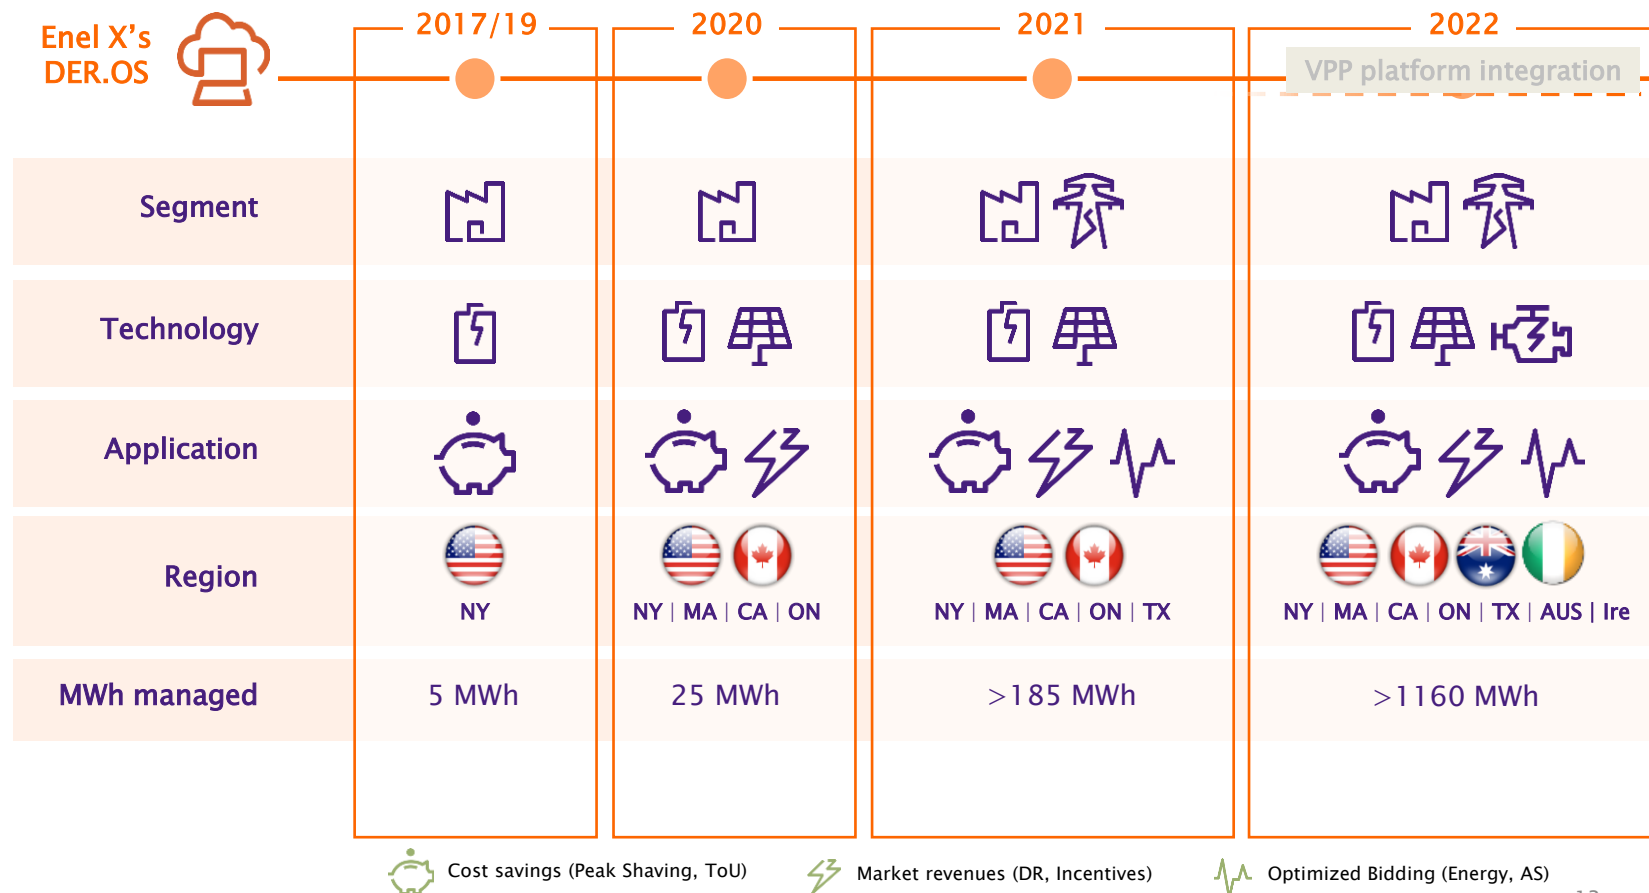 Enel X's
DER.OS
2017/19
2020
2021
2022
VPP platform integration
Segment
Technology
Application
Region
NY
NY | MA | CA | ON
NY | MA | CA | ON | TX
NY | MA | CA | ON | TX | AUS | Ire
MWh managed
5 MWh
25 MWh
>185 MWh
>1160 MWh
Cost savings (Peak Shaving, ToU)
Market revenues (DR, Incentives)
Optimized Bidding (Energy, AS)